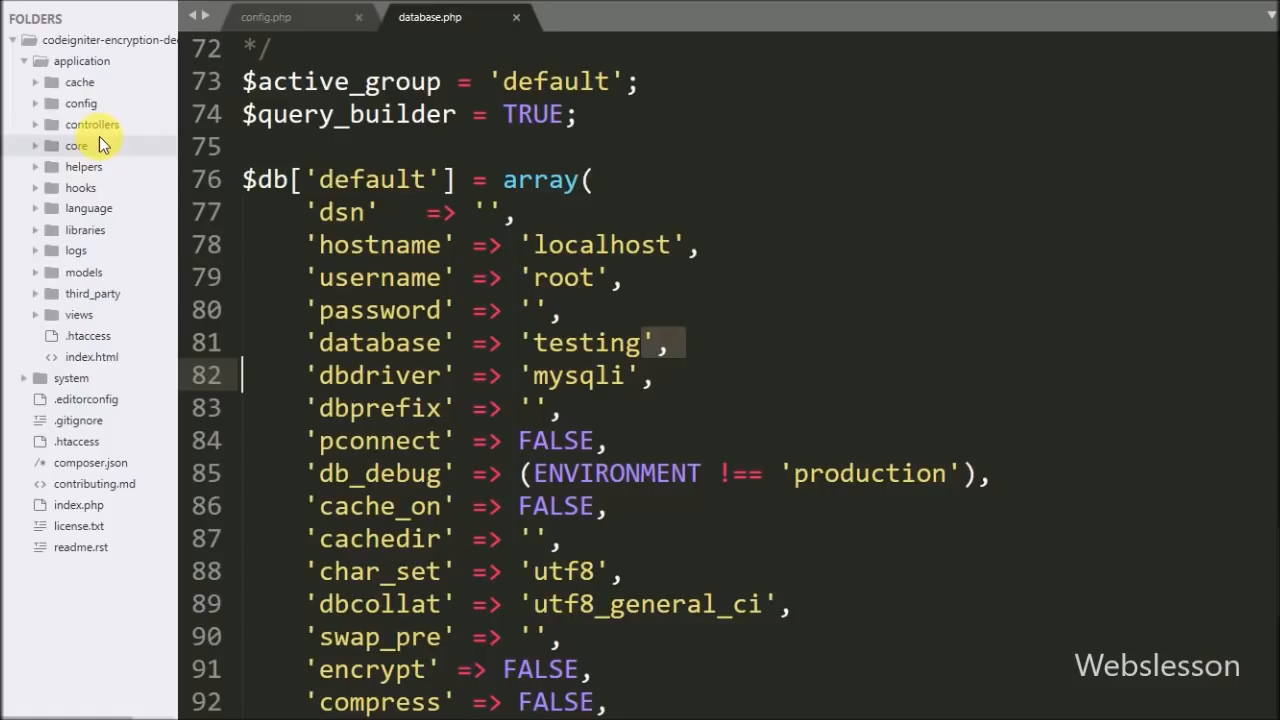 FOLDERS
codeigniter-encryption-de
application
cache
config
controllers
core
helpers
hooks
language
libraries
logs
models
third_party
views
.htaccess
index.html
system
.editorconfig
.gitignore
.htaccess
composer.json
contributing.md
index.php
license.txt
readme.rst
config.php
database.php
72 */
73 $active_group = 'default';
74 $query_builder = TRUE;
75
76 $db['default'] = array(
77 'dsn' => '',
78 'hostname' => 'localhost',
79 'username' => 'root',
80 'password' => '',
81 'database' => 'testing',
82 'dbdriver' => 'mysqli',
83 'dbprefix' => '',
84 'pconnect' => FALSE,
85 'db_debug' => (ENVIRONMENT !== 'production'),
86 'cache_on' => FALSE,
87 'cachedir' => '',
88 'char_set' => 'utf8',
89 'dbcollat' => 'utf8_general_ci',
90 'swap_pre' => '',
91 'encrypt' => FALSE,
92 'compress' => FALSE,
Webslesson